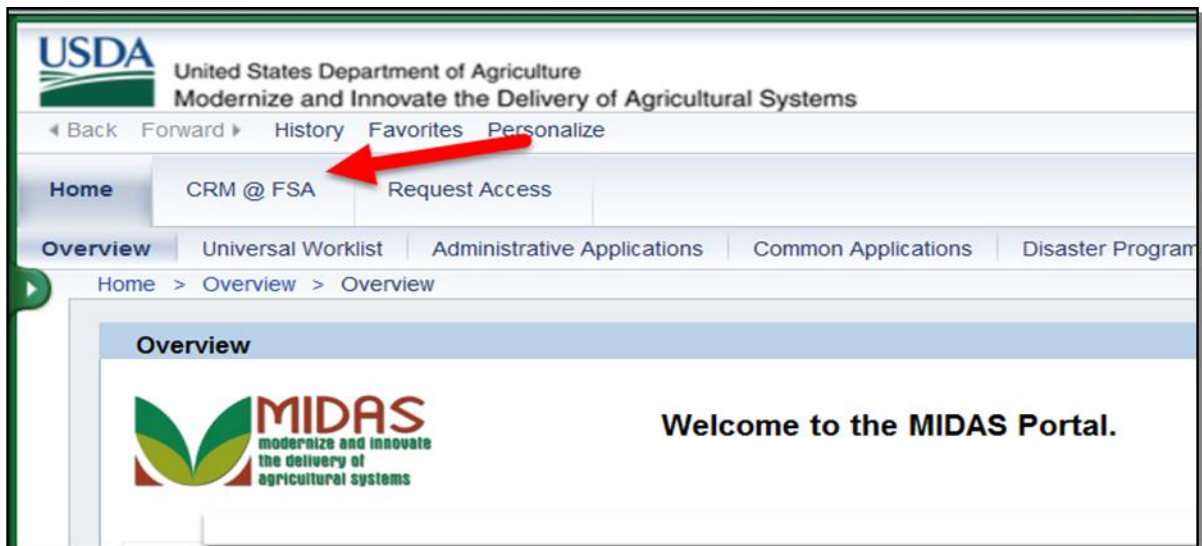 USDA
United States Department of Agriculture
Modernize and Innovate the Delivery of Agricultural Systems
Back Forward History Favorites Personalize
Home CRM @ FSA Request Access
Overview Universal Worklist Administrative Applications Common Applications Disaster Program
Home > Overview > Overview
Overview
MIDAS
modernize and innovate
the delivery of
agricultural systems
Welcome to the MIDAS Portal.